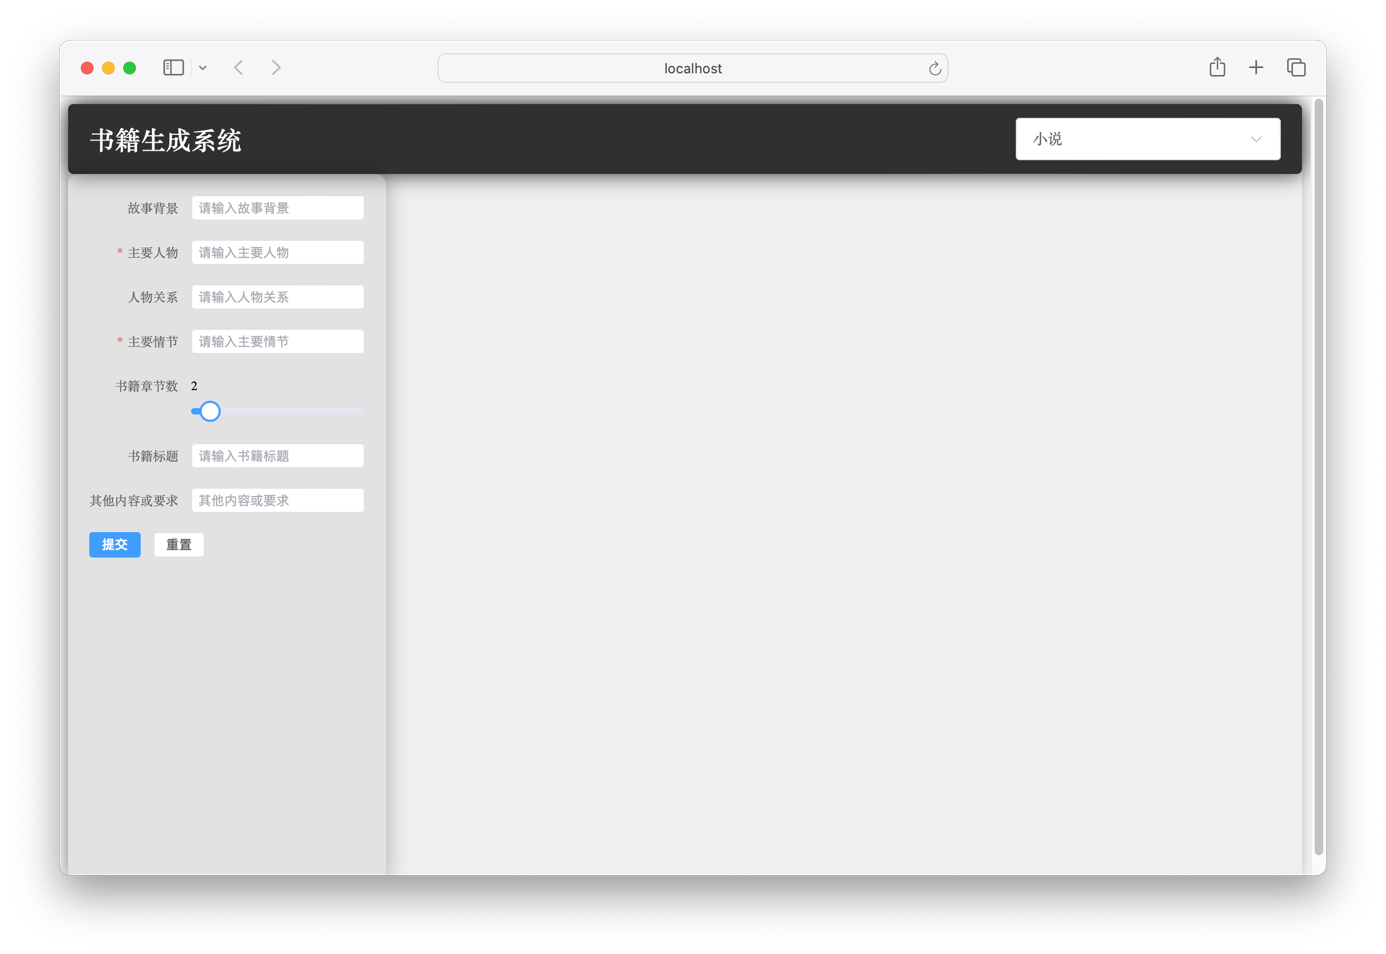 localhost
书籍生成系统
小说
故事背景 请输入故事背景
* 主要人物 请输入主要人物
人物关系 请输入人物关系
* 主要情节 请输入主要情节
书籍章节数 2
书籍标题 请输入书籍标题
其他内容或要求 其他内容或要求
提交 重置